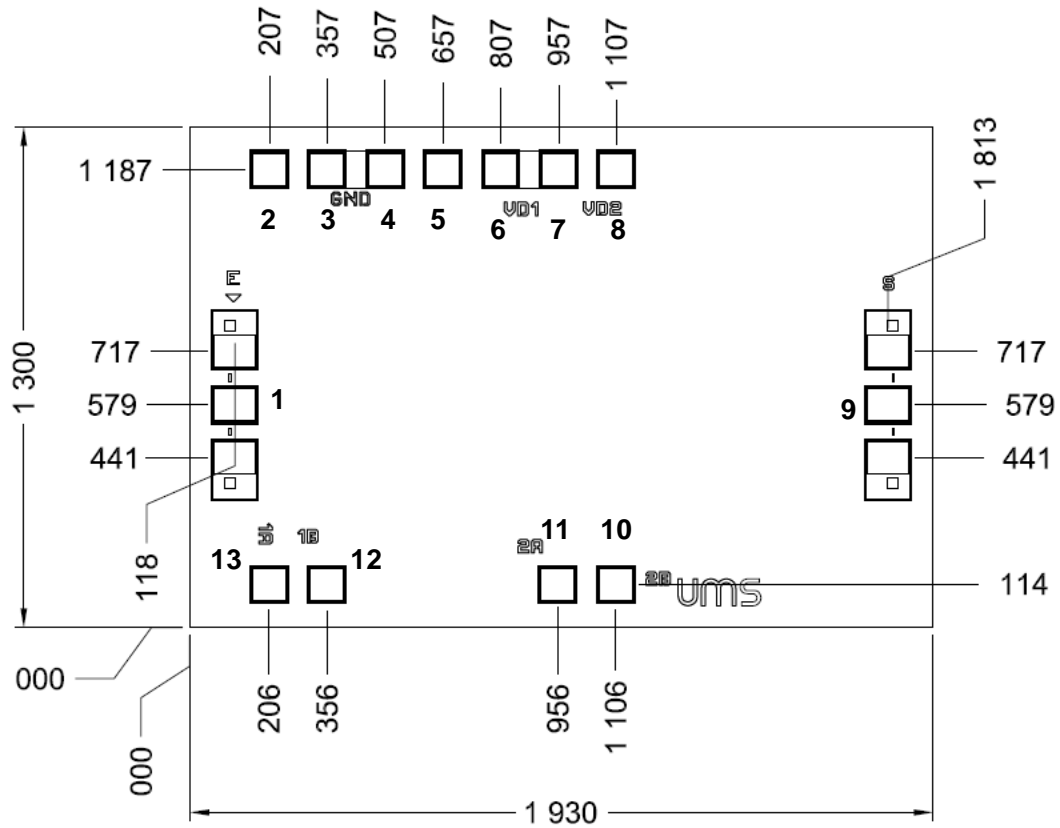 207 357 507 657 807 957 1 107
1 813
1 187
2 3 4 5 6 7 8
GND VD1 VD2
E S
1 300
717 717
579 1 9 579
441 441
118
1A 1B 2A 11 10
13 12
2B ums 114
000
000
206 356 956 1 106
1 930